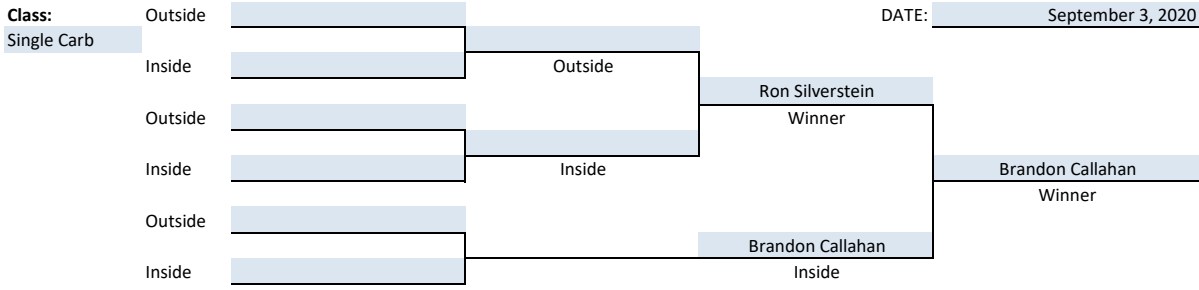 Class: Outside DATE: September 3, 2020
Single Carb
Inside Outside
Ron Silverstein
Outside Winner
Inside Inside Brandon Callahan
Winner
Outside
Brandon Callahan
Inside Inside